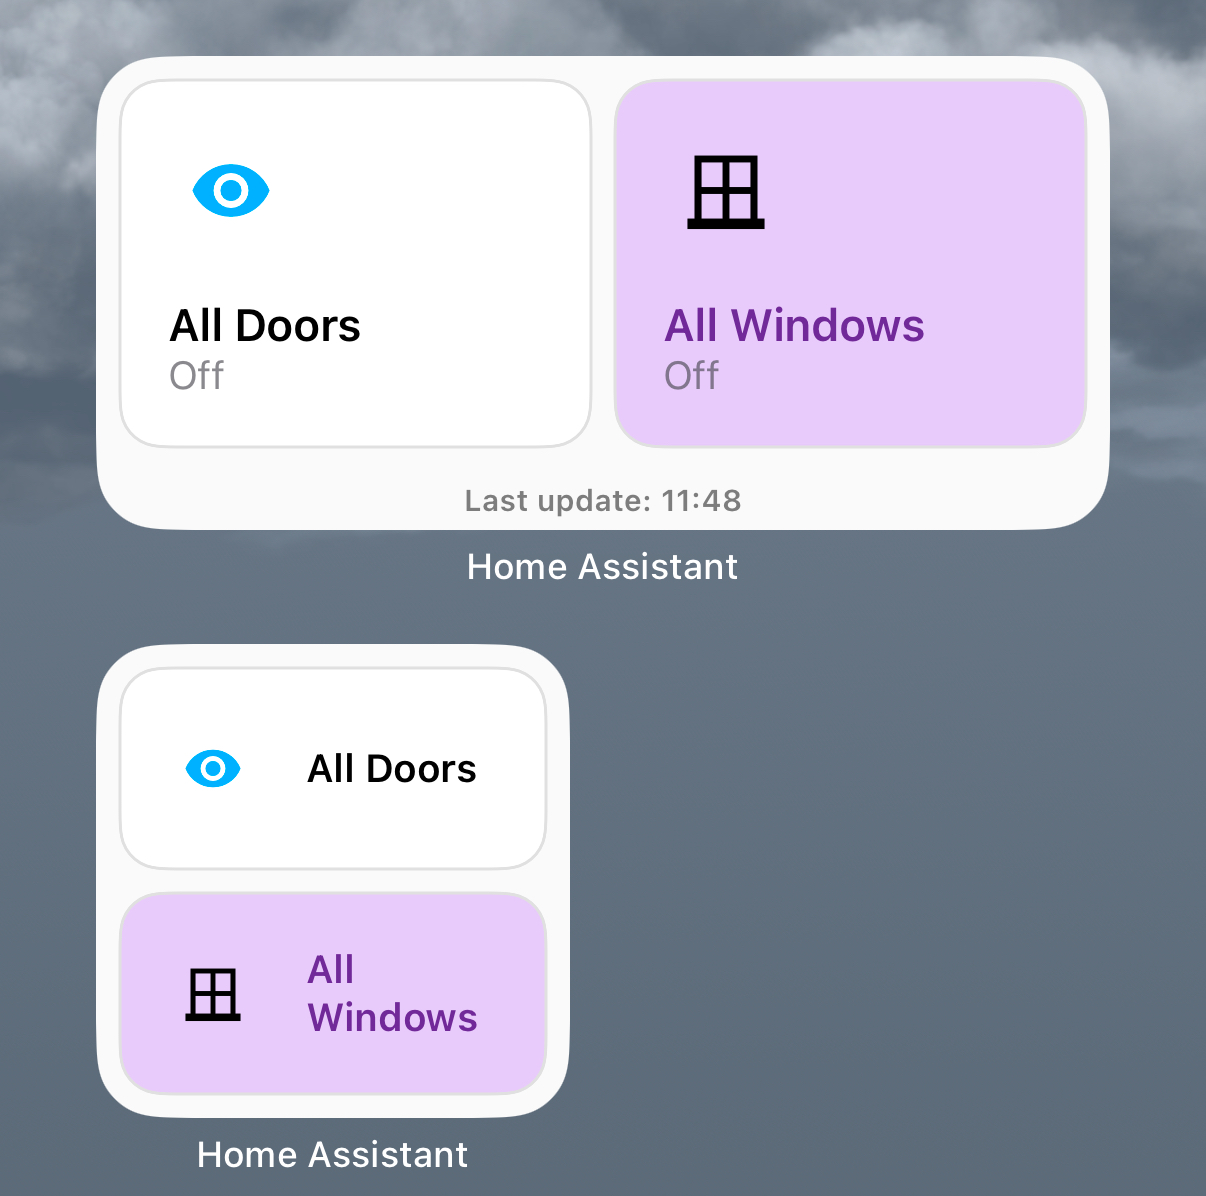 All Doors
Off
All Windows
Off
Last update: 11:48
Home Assistant
All Doors
All
Windows
Home Assistant